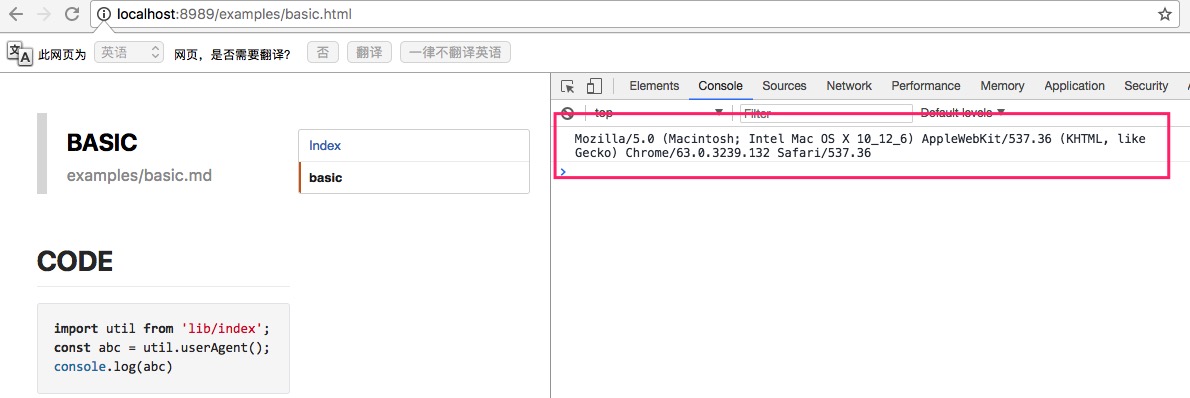 localhost:8989/examples/basic.html
此网页为 英语 网页，是否需要翻译? 否 翻译 一律不翻译英语
Elements Console Sources Network Performance Memory Application Security
top Filter Default levels
Mozilla/5.0 (Macintosh; Intel Mac OS X 10_12_6) AppleWebKit/537.36 (KHTML, like
Gecko) Chrome/63.0.3239.132 Safari/537.36
>
BASIC
examples/basic.md
Index
basic
CODE
import util from 'lib/index';
const abc = util.userAgent();
console.log(abc)